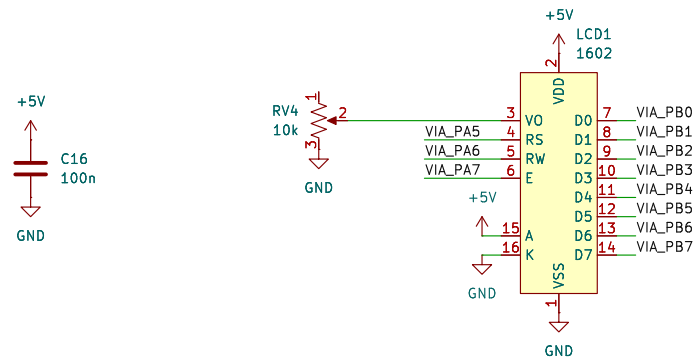 +5V
LCD1
1602
2
VDD
+5V
1
RV4
2
10k
3
GND
3 VO D0 7 VIA_PB0
VIA_PA5 4 RS D1 8 VIA_PB1
VIA_PA6 5 RW D2 9 VIA_PB2
VIA_PA7 6 E D3 10 VIA_PB3
D4 11 VIA_PB4
+5V
D5 12 VIA_PB5
15 A D6 13 VIA_PB6
16 K D7 14 VIA_PB7
GND
VSS
1
GND
C16
100n
GND